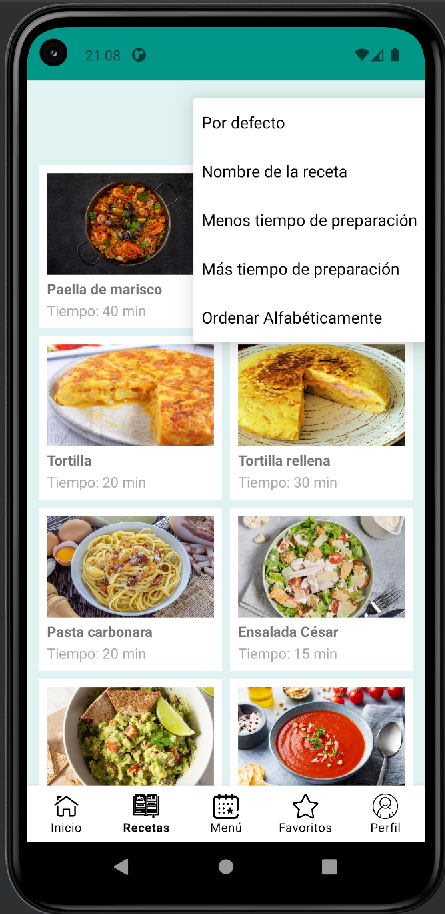 21:08
Por defecto
Nombre de la receta
Menos tiempo de preparación
Más tiempo de preparación
Ordenar Alfabéticamente
Paella de marisco
Tiempo: 40 min
Tortilla
Tiempo: 20 min
Tortilla rellena
Tiempo: 30 min
Pasta carbonara
Tiempo: 20 min
Ensalada César
Tiempo: 15 min
Inicio
Recetas
Menú
Favoritos
Perfil